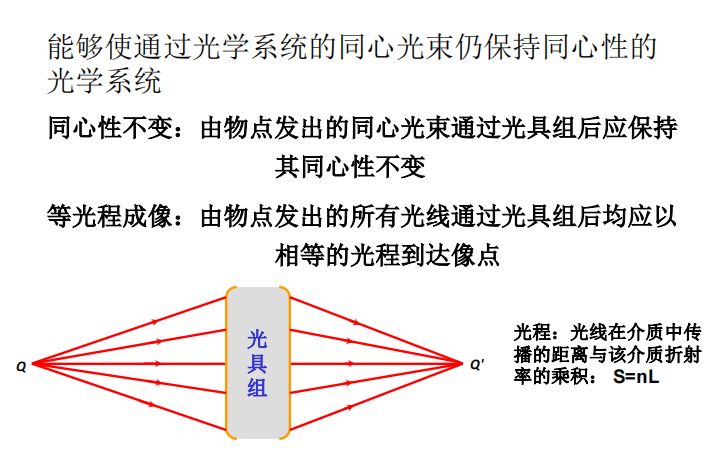 能够使通过光学系统的同心光束仍保持同心性的
光学系统
同心性不变：由物点发出的同心光束通过光具组后应保持
其同心性不变
等光程成像：由物点发出的所有光线通过光具组后均应以
相等的光程到达像点
Q
光
具
组
Q'
光程：光线在介质中传
播的距离与该介质折射
率的乘积： S=nL